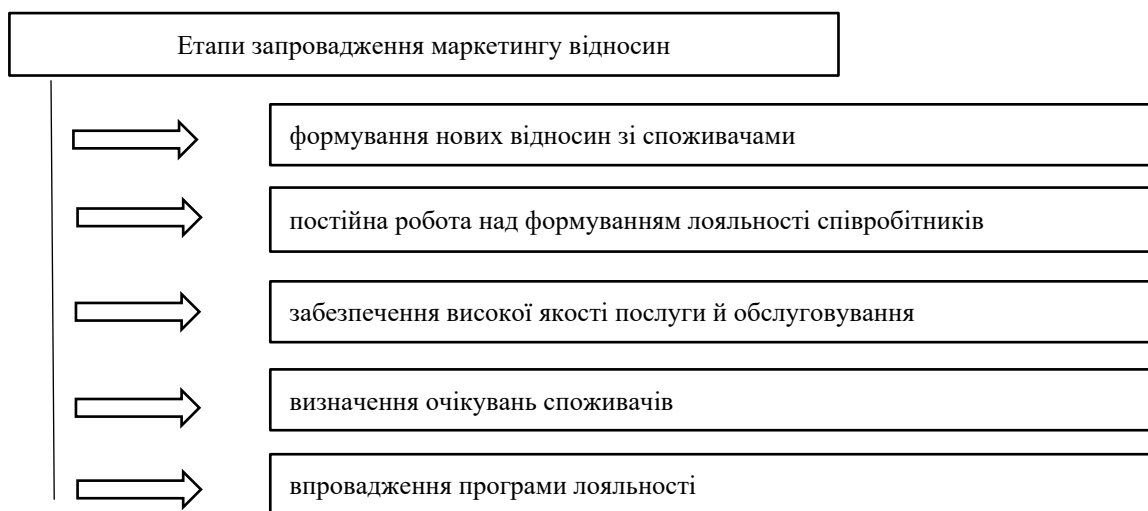 Етапи запровадження маркетингу відносин
формування нових відносин зі споживачами
постійна робота над формуванням лояльності співробітників
забезпечення високої якості послуги й обслуговування
визначення очікувань споживачів
впровадження програми лояльності